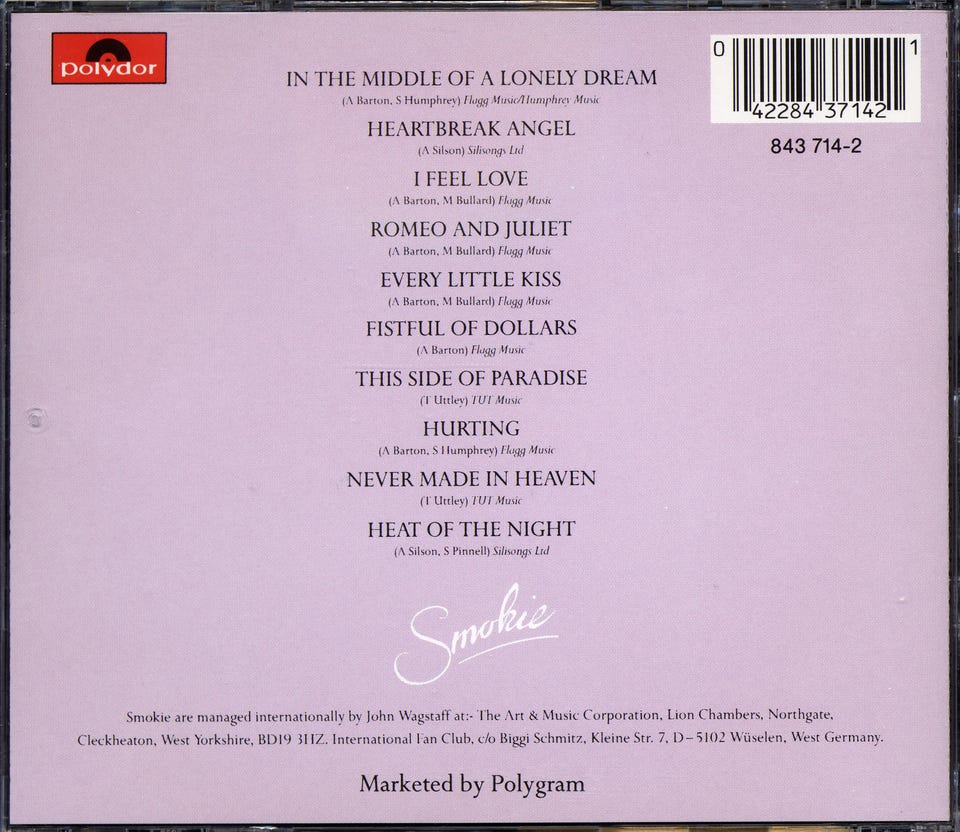 polydor
0 1
42284 37142
843 714-2
IN THE MIDDLE OF A LONELY DREAM
(A Barton, S Humphrey) Flagg Music/Humphrey Music
HEARTBREAK ANGEL
(A Silson) Silisongs Ltd
I FEEL LOVE
(A Barton, M Bullard) Flagg Music
ROMEO AND JULIET
(A Barton, M Bullard) Flagg Music
EVERY LITTLE KISS
(A Barton, M Bullard) Flagg Music
FISTFUL OF DOLLARS
(A Barton) Flagg Music
THIS SIDE OF PARADISE
(T Uttley) TUT Music
HURTING
(A Barton, S Humphrey) Flagg Music
NEVER MADE IN HEAVEN
(T Uttley) TUT Music
HEAT OF THE NIGHT
(A Silson, S Pinnell) Silisongs Ltd
Smokie
Smokie are managed internationally by John Wagstaff at:- The Art & Music Corporation, Lion Chambers, Northgate,
Cleckheaton, West Yorkshire, BD19 3HZ. International Fan Club, c/o Biggi Schmitz, Kleine Str. 7, D-5102 Wüselen, West Germany.
Marketed by Polygram